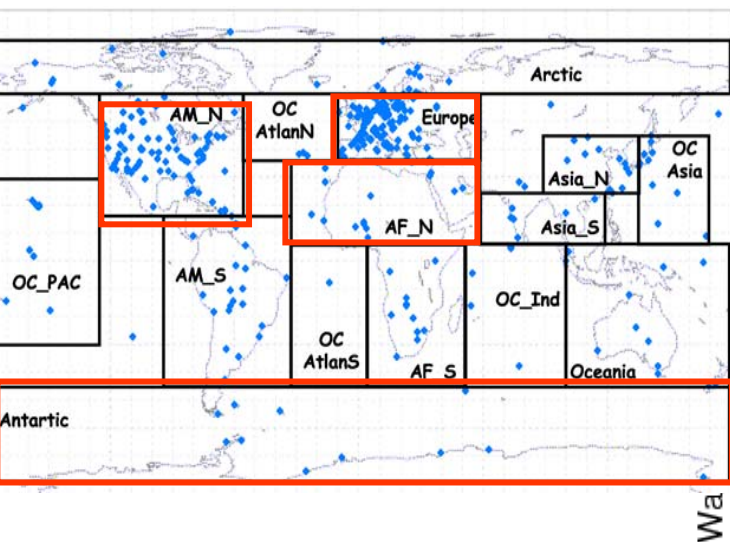 Arctic
AM_N
OC
AtlanN
Europe
OC
Asia
Asia_N
AF_N
Asia_S
OC_PAC
AM_S
OC_Ind
OC
AtlanS
AF_S
Oceania
Antartic
Wa